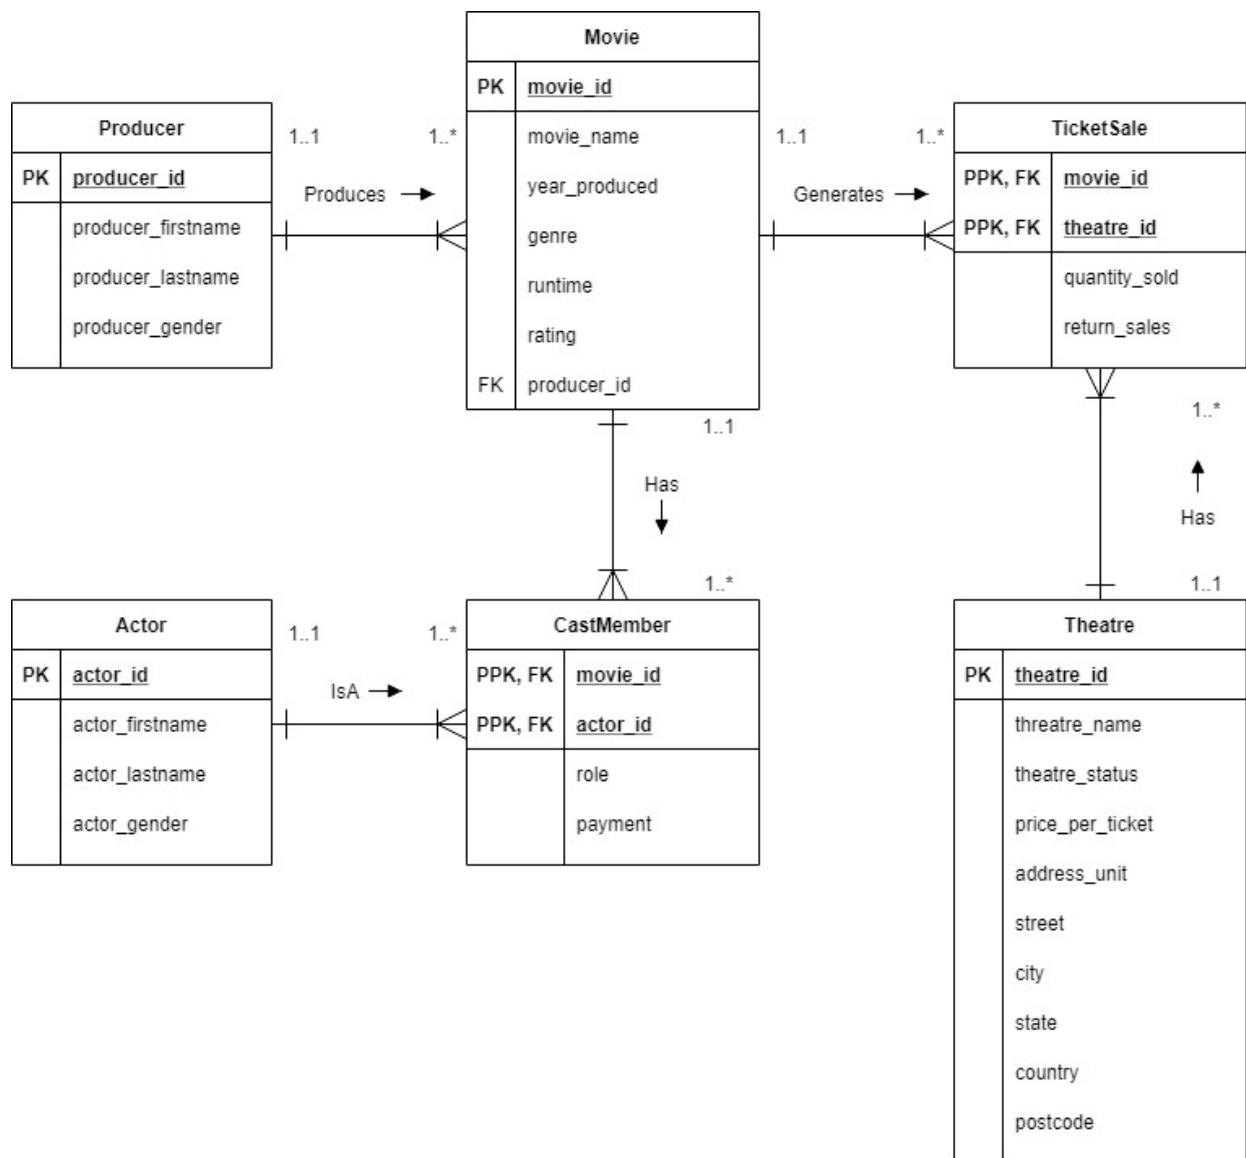 Movie
PK movie_id
movie_name
year_produced
genre
runtime
rating
FK producer_id
Producer
PK producer_id
producer_firstname
producer_lastname
producer_gender
1..1 1..*
Produces
1..1 1..*
Generates
TicketSale
PPK, FK movie_id
PPK, FK theatre_id
quantity_sold
return_sales
1..1
Has
1..*
1..*
Has
1..1
Actor
PK actor_id
actor_firstname
actor_lastname
actor_gender
1..1 1..*
IsA
CastMember
PPK, FK movie_id
PPK, FK actor_id
role
payment
Theatre
PK theatre_id
threatre_name
theatre_status
price_per_ticket
address_unit
street
city
state
country
postcode